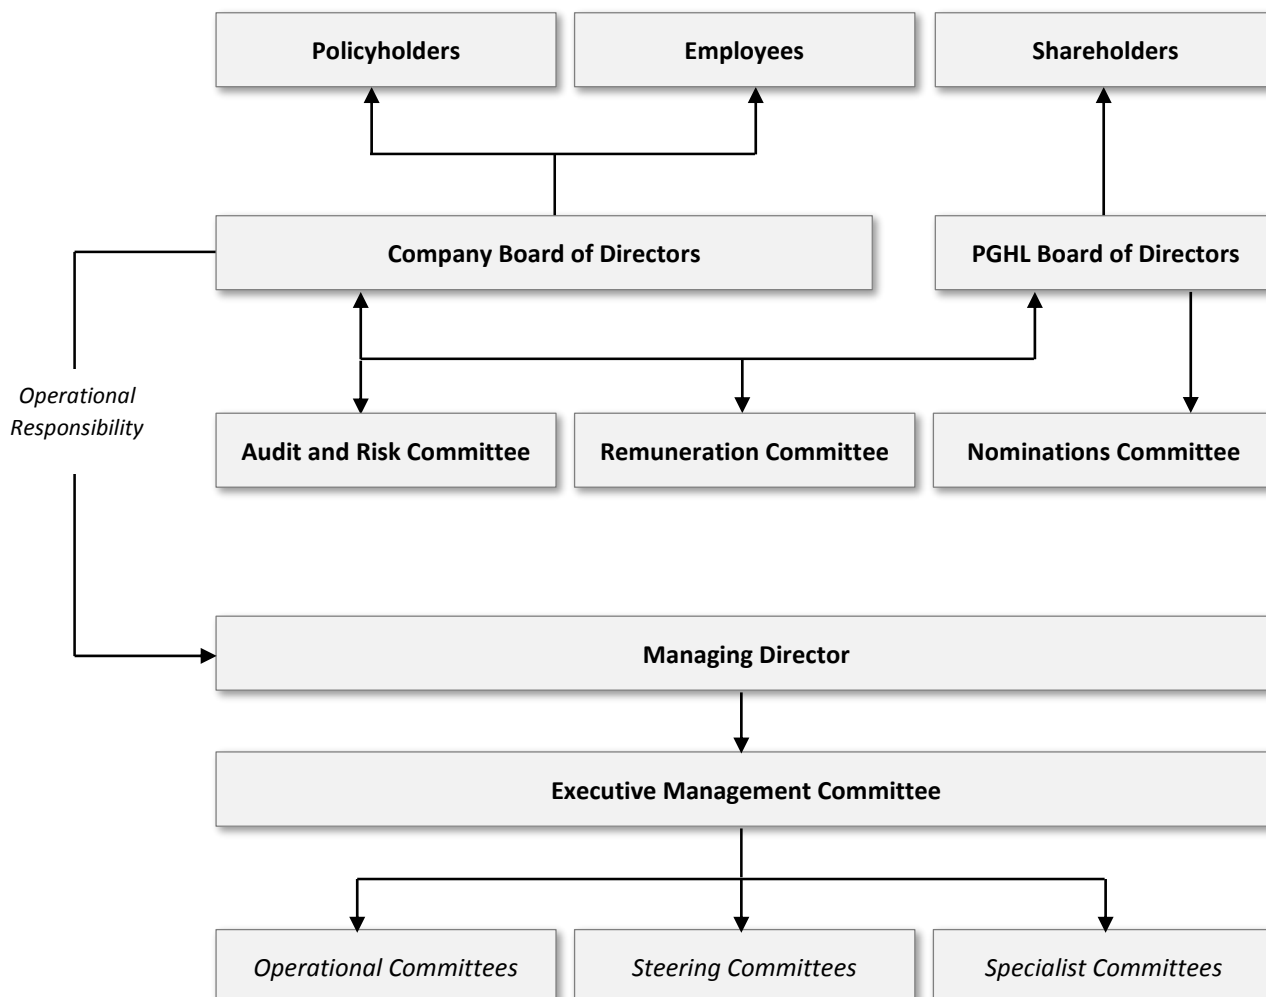 Policyholders
Employees
Shareholders
Company Board of Directors
PGHL Board of Directors
Operational
Responsibility
Audit and Risk Committee
Remuneration Committee
Nominations Committee
Managing Director
Executive Management Committee
Operational Committees
Steering Committees
Specialist Committees